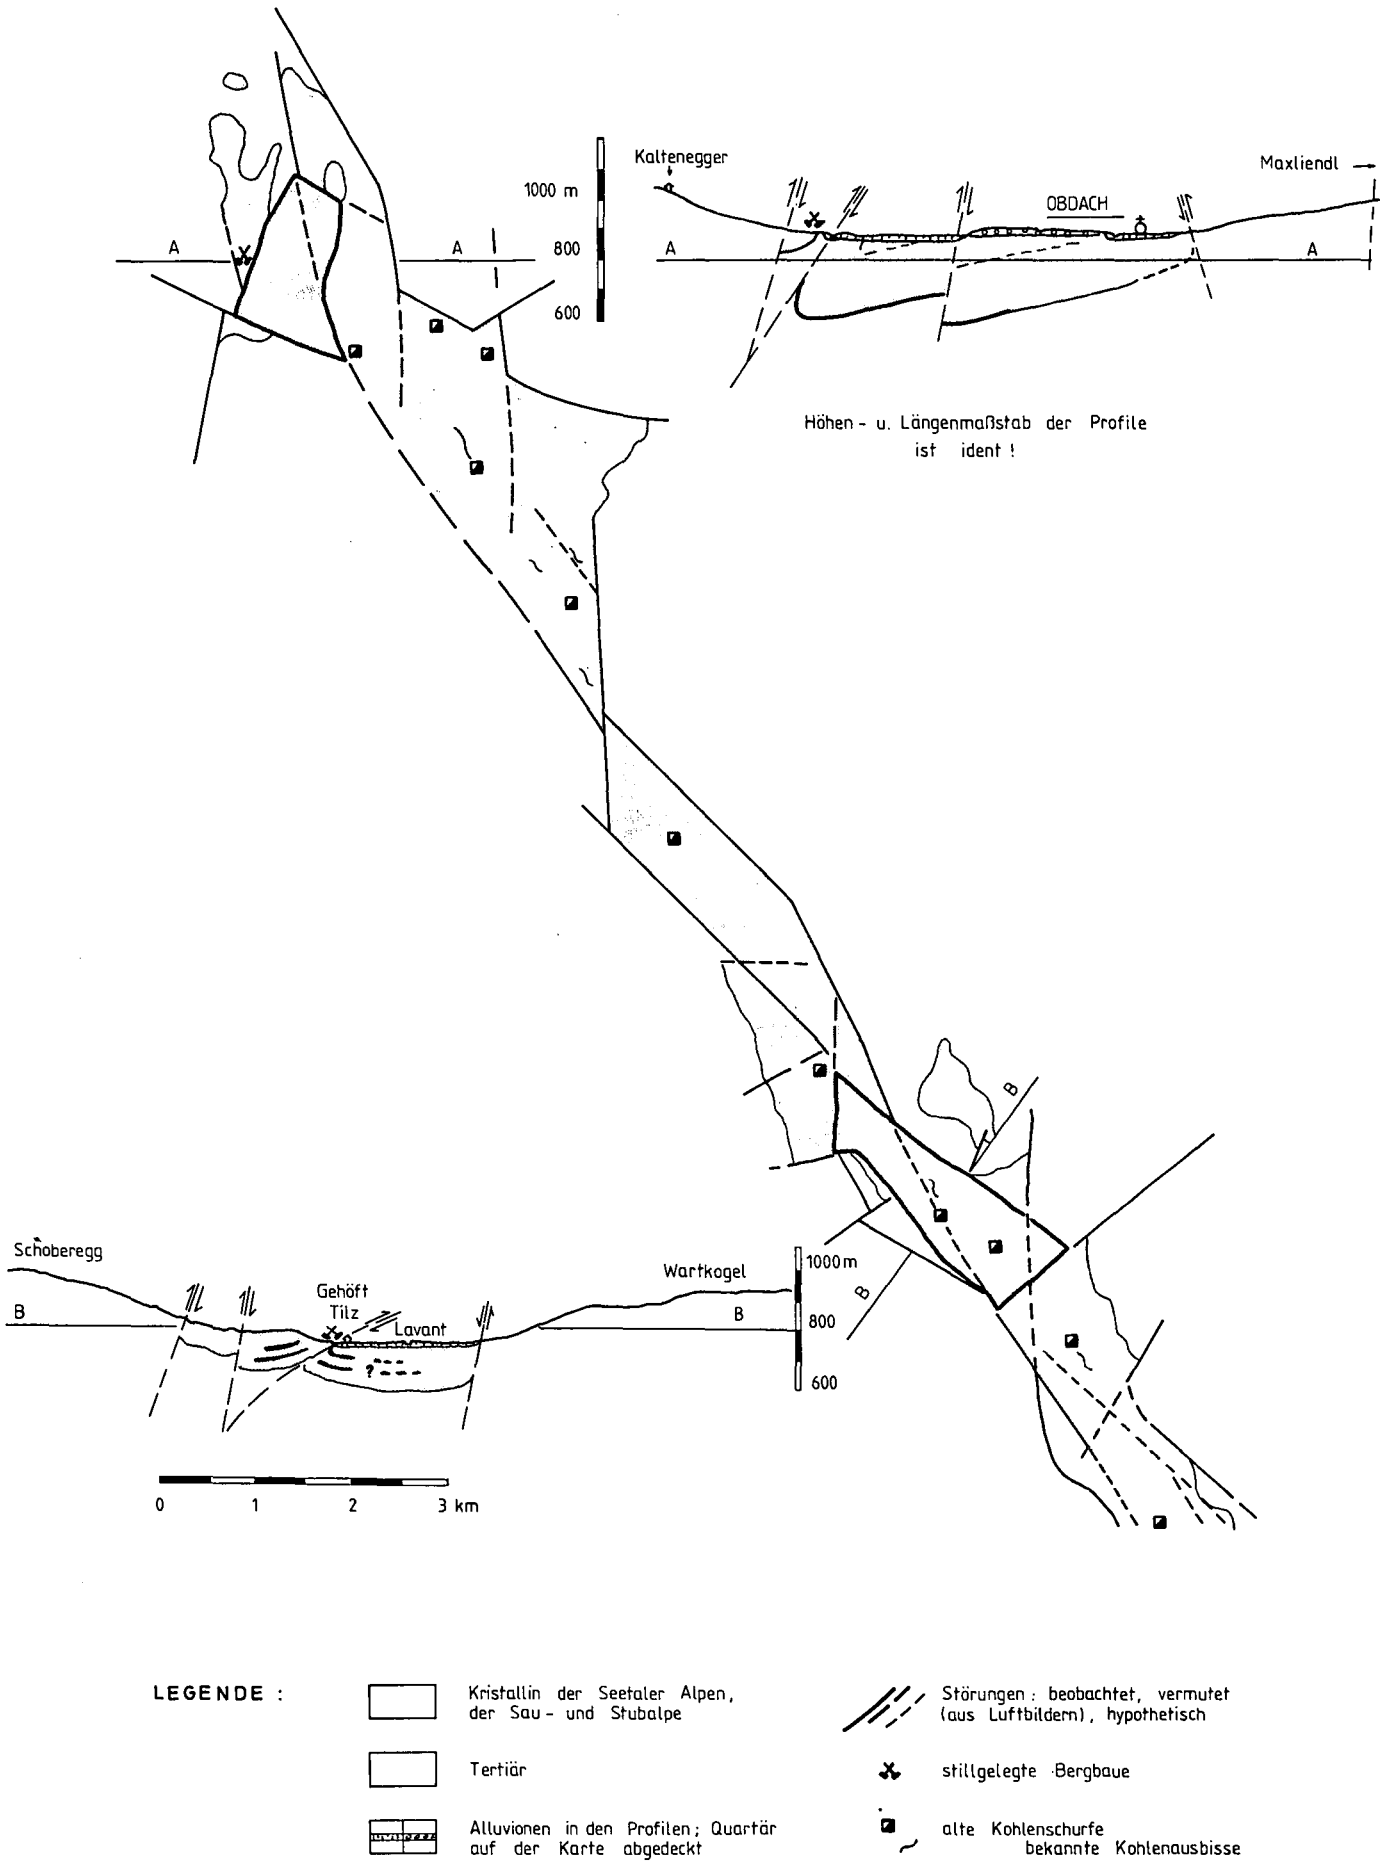 Kaltenegger
Maxliendl
OBDACH
1000 m
800
600
A
A
A
A
Höhen- u. Längenmaßstab der Profile
ist ident !
B
B
Schoberegg
B
Gehöft
Tilz
Lavant
?
Wartkogel
B
1000 m
800
600
0 1 2 3 km
LEGENDE :
Kristallin der Seetaler Alpen,
der Sau- und Stubalpe
Tertiär
Alluvionen in den Profilen; Quartär
auf der Karte abgedeckt
Störungen: beobachtet, vermutet
(aus Luftbildern), hypothetisch
stillgelegte Bergbaue
alte Kohlenschurfe
bekannte Kohlenausbisse